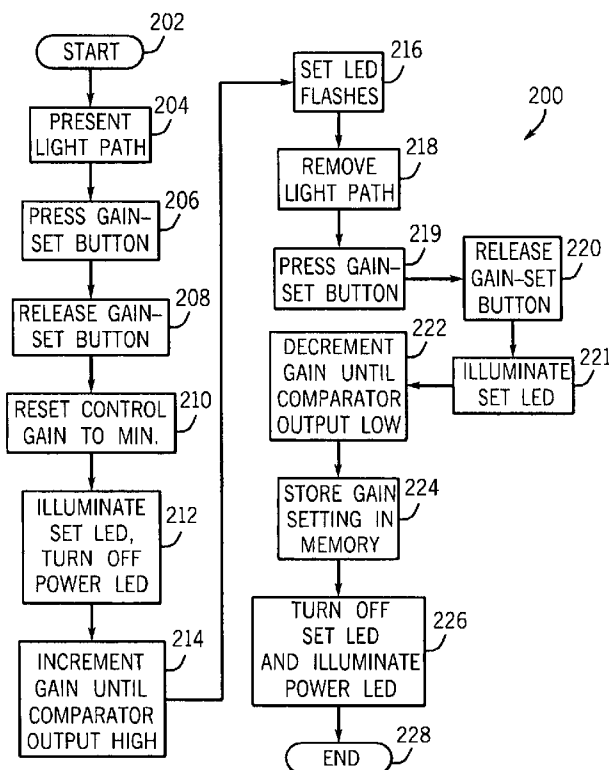 202
START
204
PRESENT
LIGHT PATH
206
PRESS GAIN–
SET BUTTON
208
RELEASE GAIN–
SET BUTTON
210
RESET CONTROL
GAIN TO MIN.
212
ILLUMINATE
SET LED,
TURN OFF
POWER LED
214
INCREMENT
GAIN UNTIL
COMPARATOR
OUTPUT HIGH
216
SET LED
FLASHES
200
218
REMOVE
LIGHT PATH
219
PRESS GAIN–
SET BUTTON
220
RELEASE
GAIN–SET
BUTTON
221
ILLUMINATE
SET LED
222
DECREMENT
GAIN UNTIL
COMPARATOR
OUTPUT LOW
224
STORE GAIN
SETTING IN
MEMORY
226
TURN OFF
SET LED
AND ILLUMINATE
POWER LED
228
END